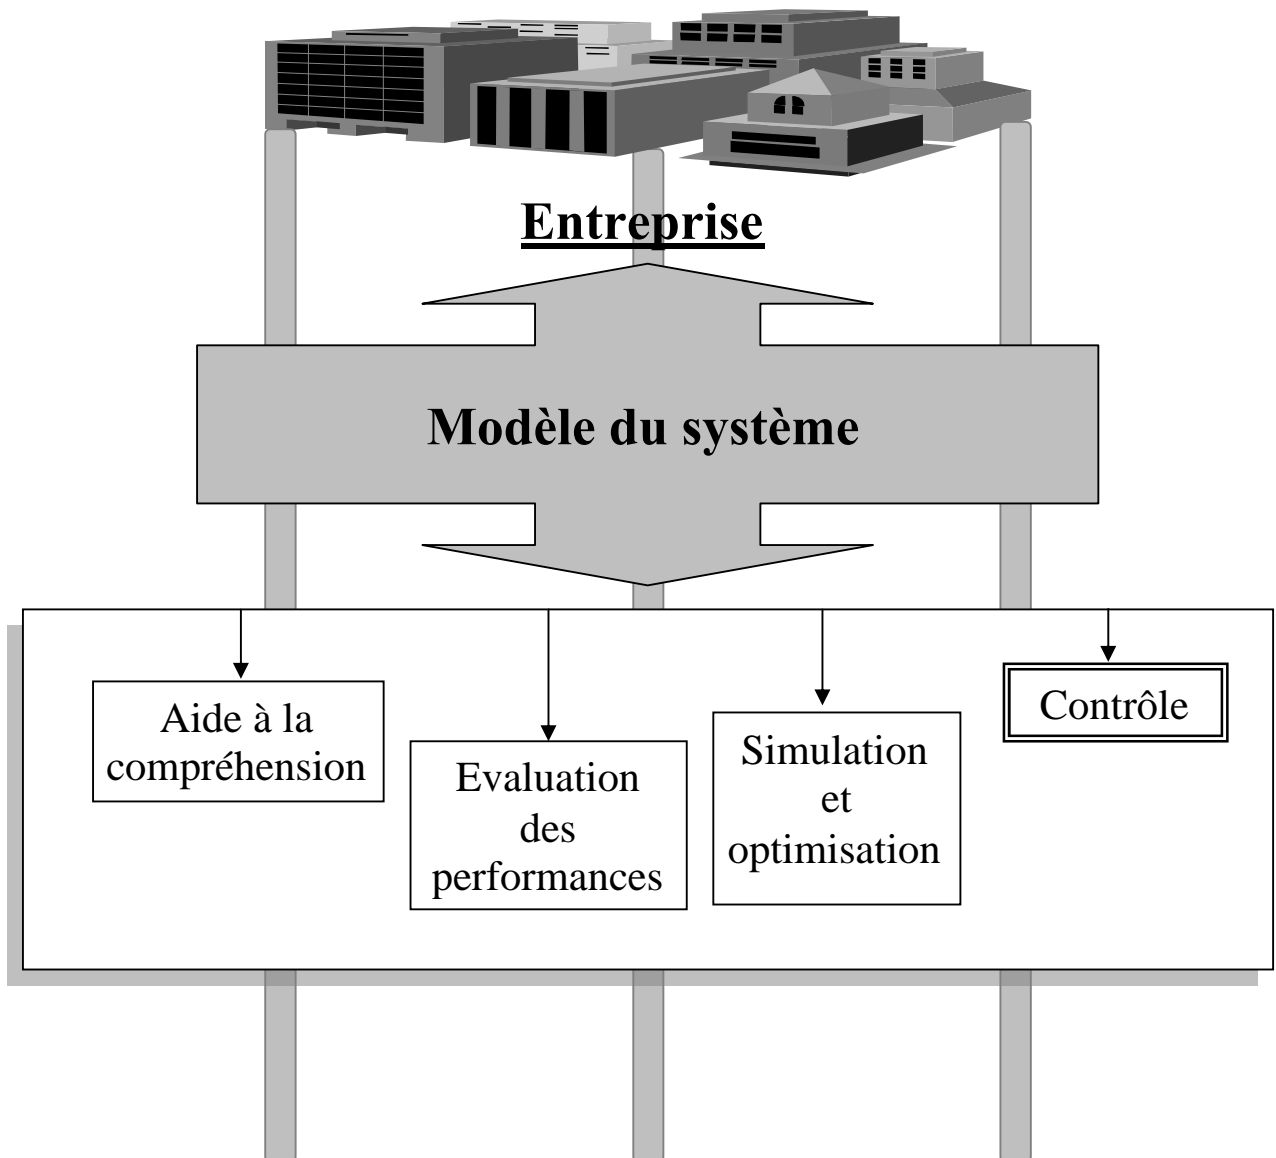 Entreprise
Modèle du système
Aide à la
compréhension
Evaluation
des
performances
Simulation
et
optimisation
Contrôle